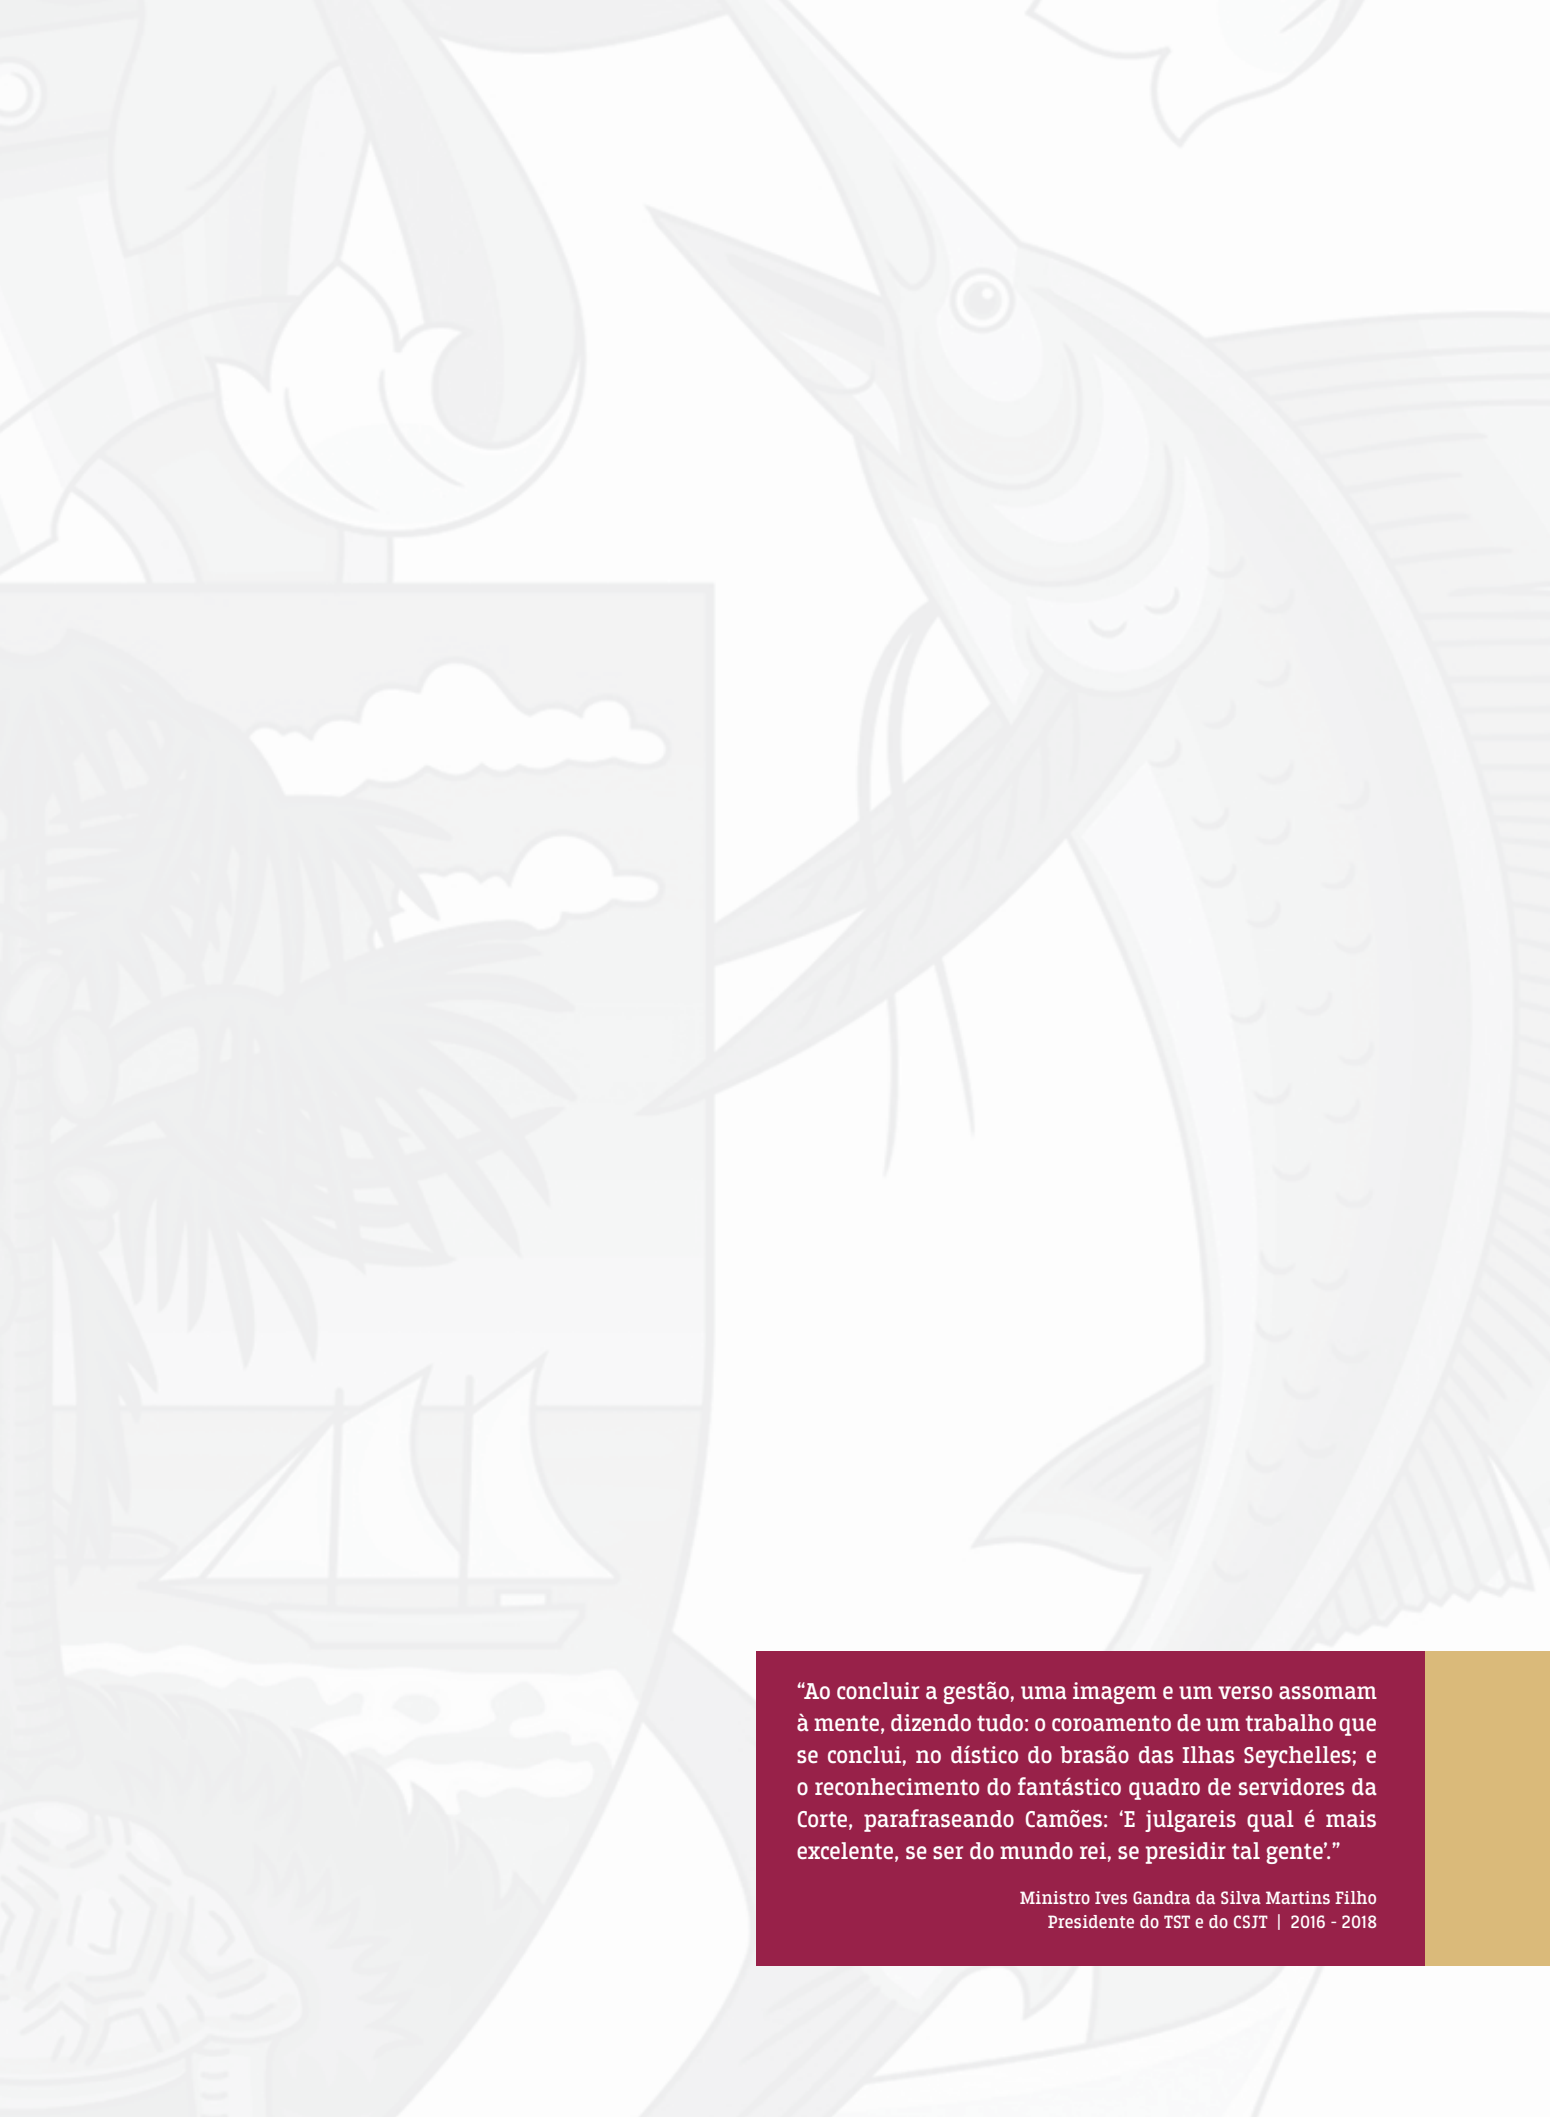 “Ao concluir a gestão, uma imagem e um verso assomam
à mente, dizendo tudo: o coroamento de um trabalho que
se conclui, no dístico do brasão das Ilhas Seychelles; e
o reconhecimento do fantástico quadro de servidores da
Corte, parafraseando Camões: ‘E julgareis qual é mais
excelente, se ser do mundo rei, se presidir tal gente’.”
Ministro Ives Gandra da Silva Martins Filho
Presidente do TST e do CSJT | 2016 - 2018